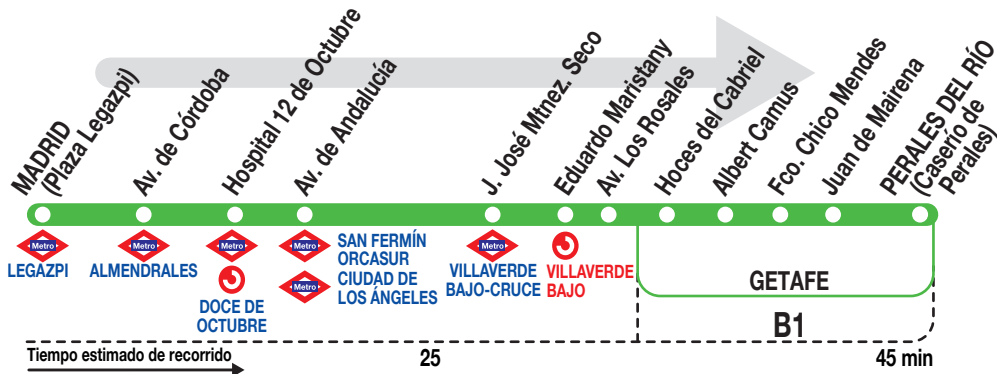 MADRID
(Plaza Legazpi)
Av. de Córdoba
Hospital 12 de Octubre
Av. de Andalucía
J. José Mtnez. Seco
Eduardo Maristany
Av. Los Rosales
Hoces del Gabriel
Albert Camus
Fco. Chico Mendes
Juan de Mairena
PERALES DEL RÍO
(Caserío de
Perales)
Metro
LEGAZPI
Metro
ALMENDRALES
Metro
DOCE DE
OCTUBRE
Metro
SAN FERMÍN
ORCASUR
Metro
CIUDAD DE
LOS ÁNGELES
Metro
VILLAVERDE
BAJO-CRUCE
VILLAVERDE
BAJO
GETAFE
B1
Tiempo estimado de recorrido
25
45 min